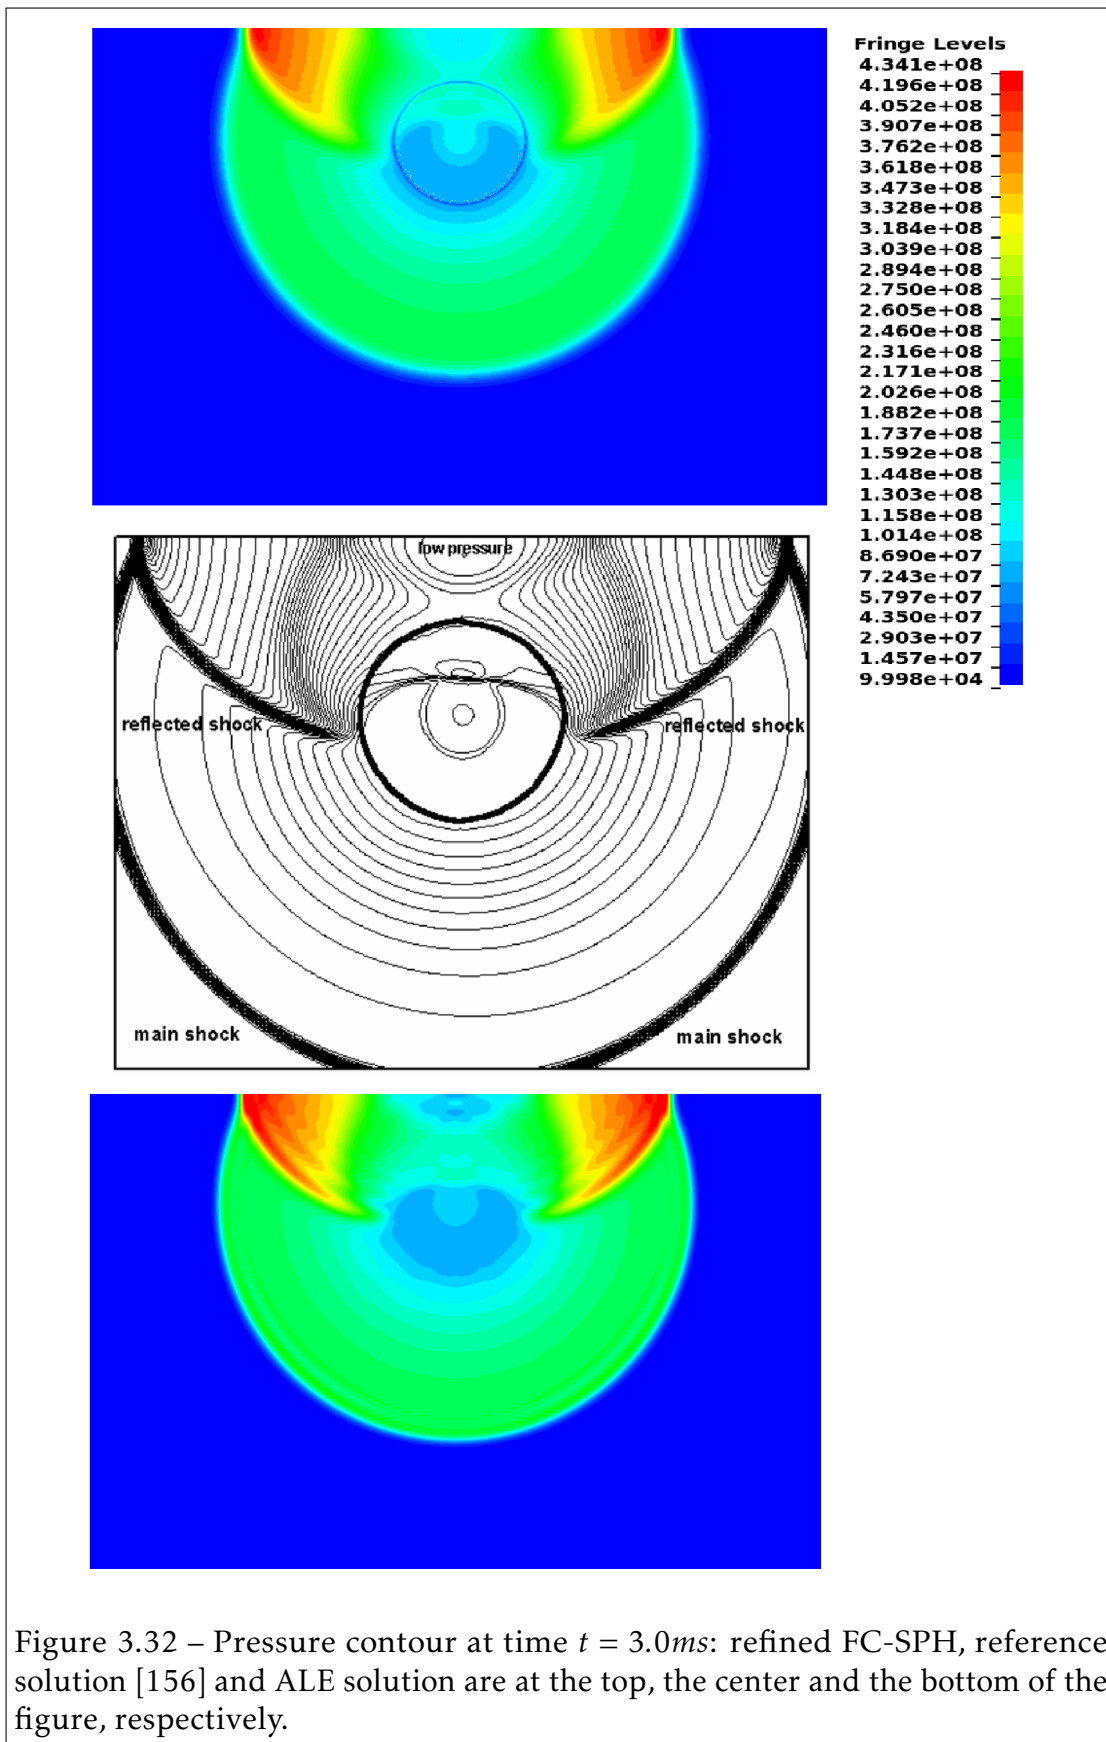 Fringe Levels
4.341e+08
4.196e+08
4.052e+08
3.907e+08
3.762e+08
3.618e+08
3.473e+08
3.328e+08
3.184e+08
3.039e+08
2.894e+08
2.750e+08
2.605e+08
2.460e+08
2.316e+08
2.171e+08
2.026e+08
1.882e+08
1.737e+08
1.592e+08
1.448e+08
1.303e+08
1.158e+08
1.014e+08
8.690e+07
7.243e+07
5.797e+07
4.350e+07
2.903e+07
1.457e+07
9.998e+04
low pressure
reflected shock
reflected shock
main shock
main shock
Figure 3.32 – Pressure contour at time t = 3.0ms: refined FC-SPH, reference
solution [156] and ALE solution are at the top, the center and the bottom of the
figure, respectively.